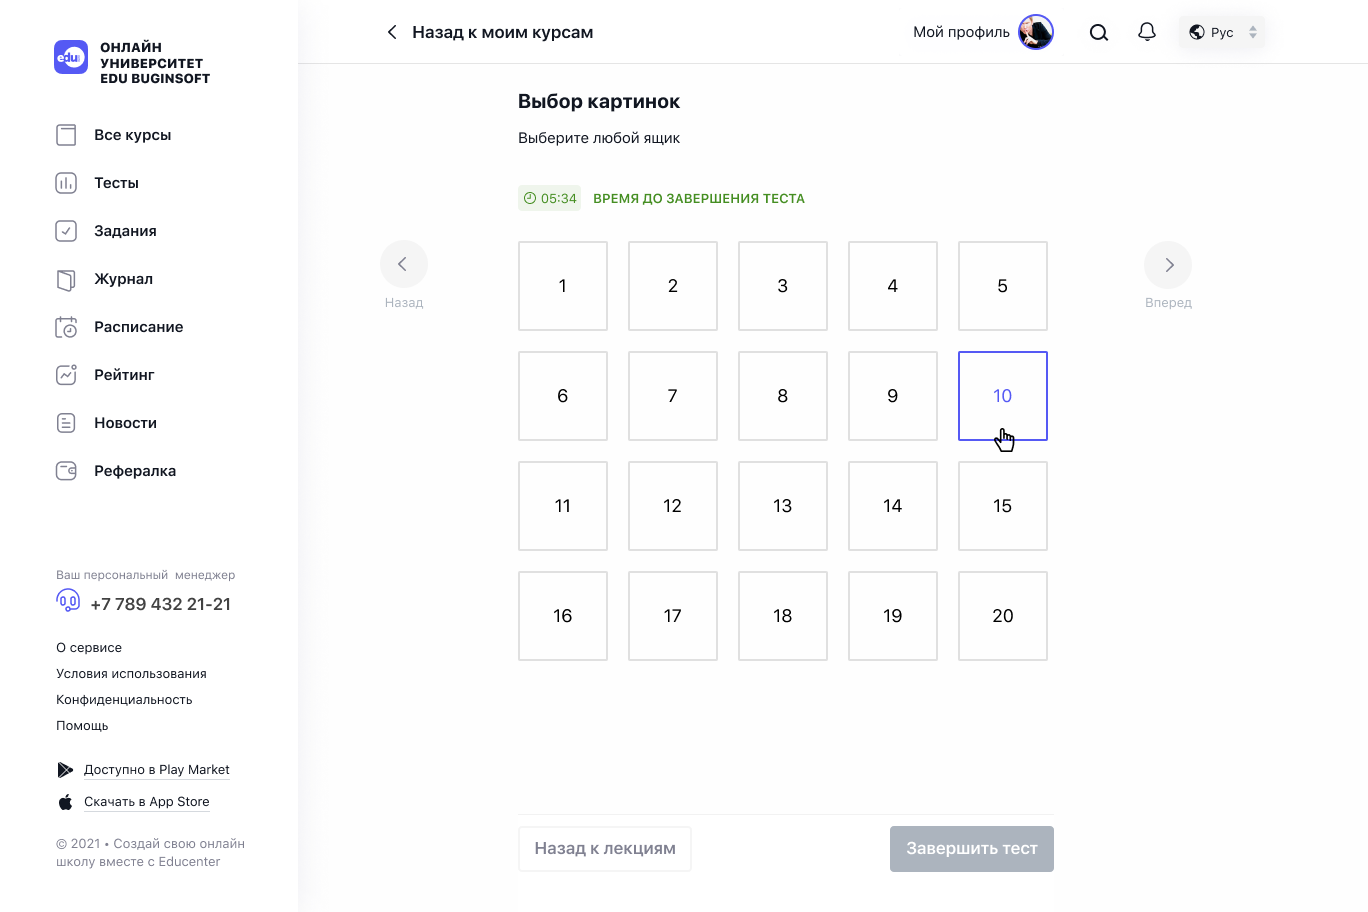 edu
ОНЛАЙН
УНИВЕРСИТЕТ
EDU BUGINSOFT
Все курсы
Тесты
Задания
Журнал
Расписание
Рейтинг
Новости
Рефералка
Ваш персональный менеджер
+7 789 432 21-21
О сервисе
Условия использования
Конфиденциальность
Помощь
Доступно в Play Market
Скачать в App Store
© 2021 • Создай свою онлайн
школу вместе с Educenter
Назад к моим курсам
Мой профиль
Рус
Выбор картинок
Выберите любой ящик
05:34 ВРЕМЯ ДО ЗАВЕРШЕНИЯ ТЕСТА
Назад
Вперед
1 2 3 4 5
6 7 8 9 10
11 12 13 14 15
16 17 18 19 20
Назад к лекциям
Завершить тест